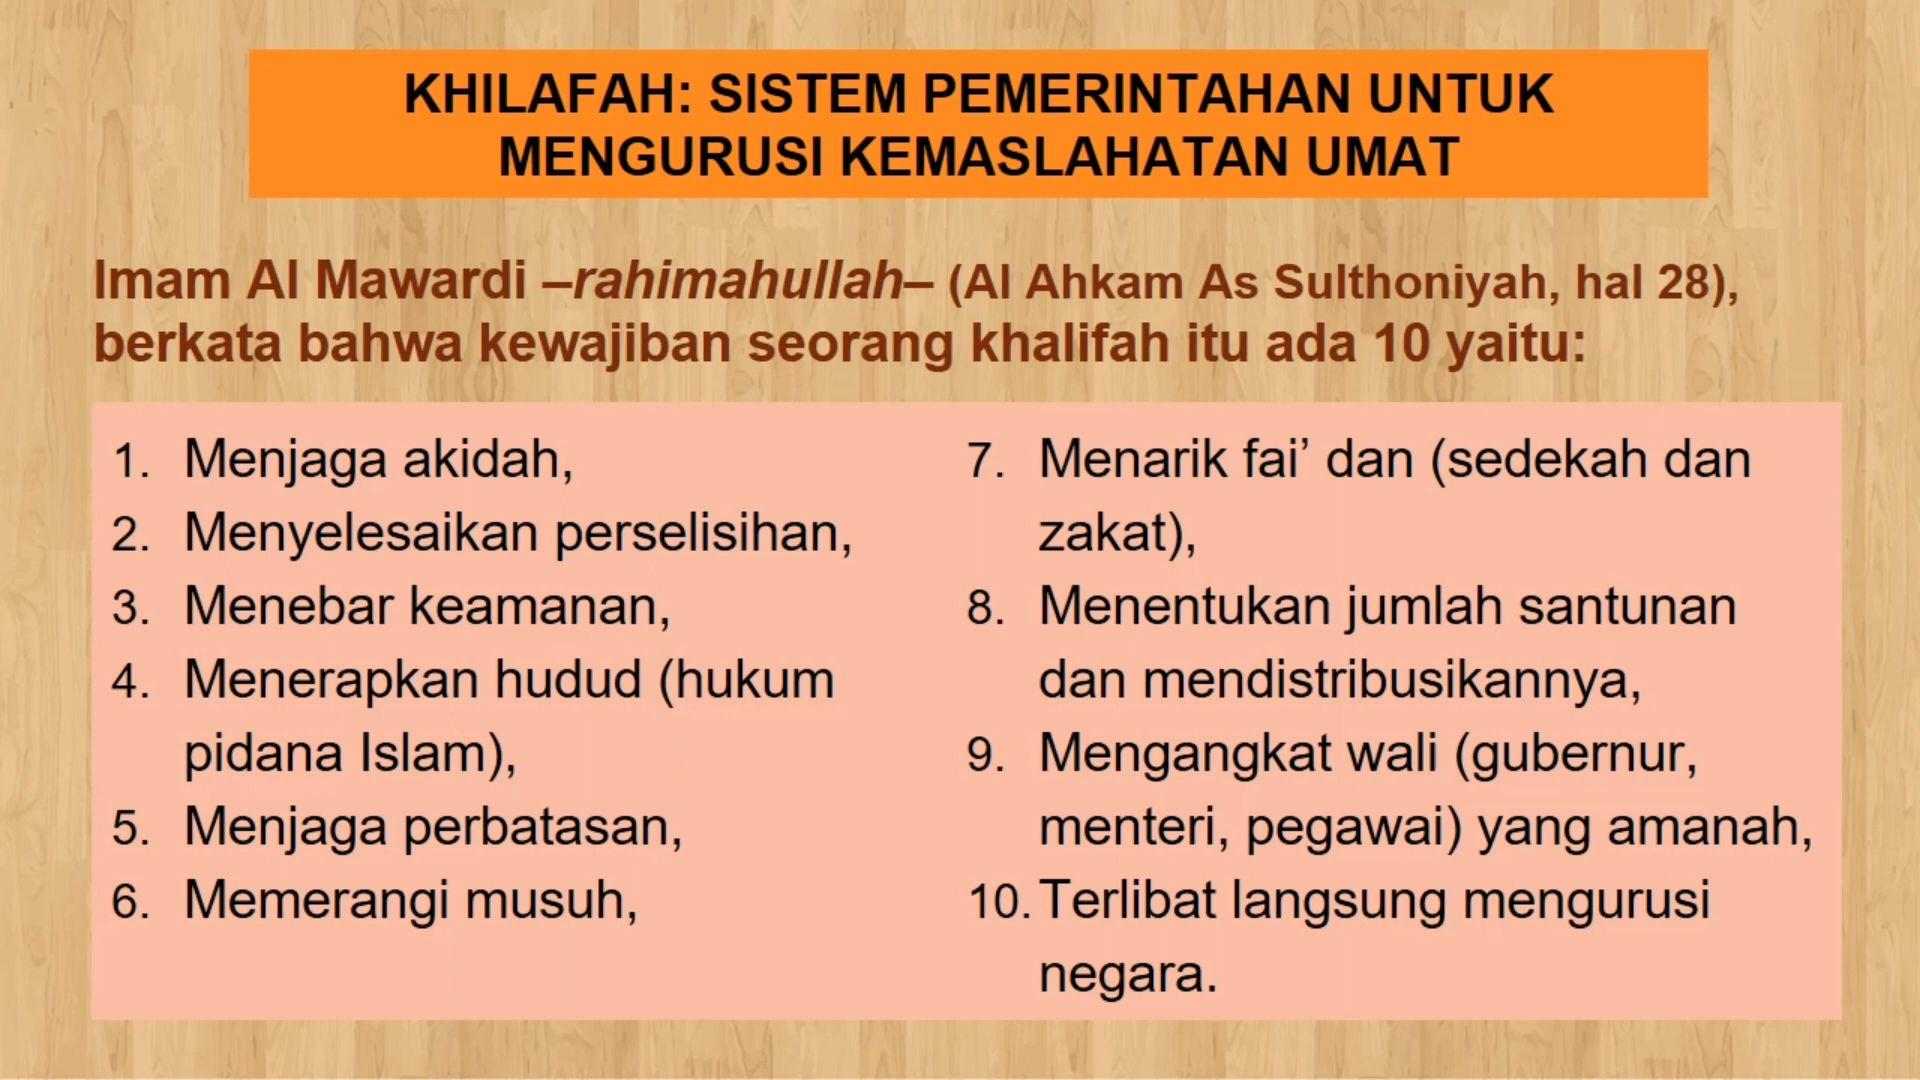 KHILAFAH: SISTEM PEMERINTAHAN UNTUK
MENGURUSI KEMASLAHATAN UMAT
Imam Al Mawardi –rahimahullah– (Al Ahkam As Sulthoniyah, hal 28),
berkata bahwa kewajiban seorang khalifah itu ada 10 yaitu:
1. Menjaga akidah,
2. Menyelesaikan perselisihan,
3. Menebar keamanan,
4. Menerapkan hudud (hukum
pidana Islam),
5. Menjaga perbatasan,
6. Memerangi musuh,
7. Menarik fai’ dan (sedekah dan
zakat),
8. Menentukan jumlah santunan
dan mendistribusikannya,
9. Mengangkat wali (gubernur,
menteri, pegawai) yang amanah,
10. Terlibat langsung mengurusi
negara.